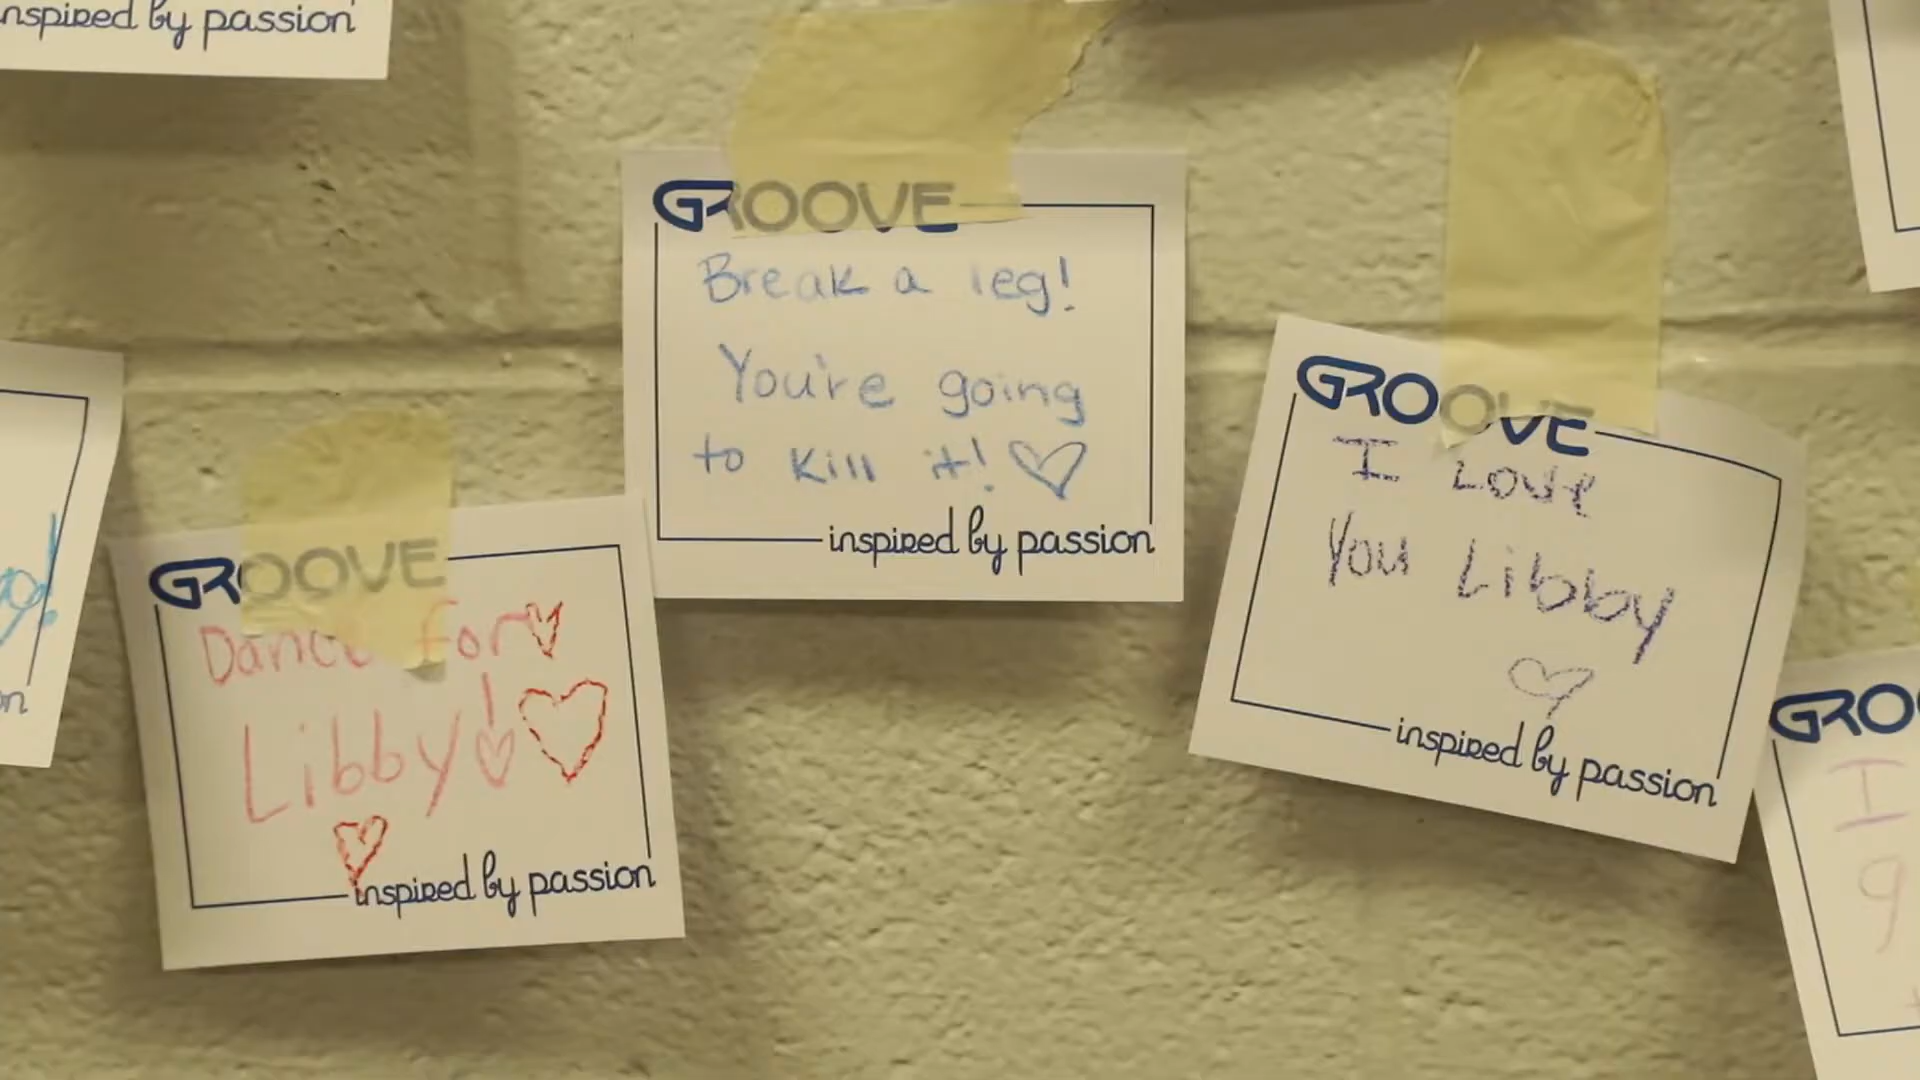 inspired by passion
GROOVE
Break a leg!
You're going
to kill it! ♡
inspired by passion
GROOVE
I Love
You Libby
♡
inspired by passion
GROOVE
Dance for ♡
Libby! ♡
♡
inspired by passion
GRO
I
g